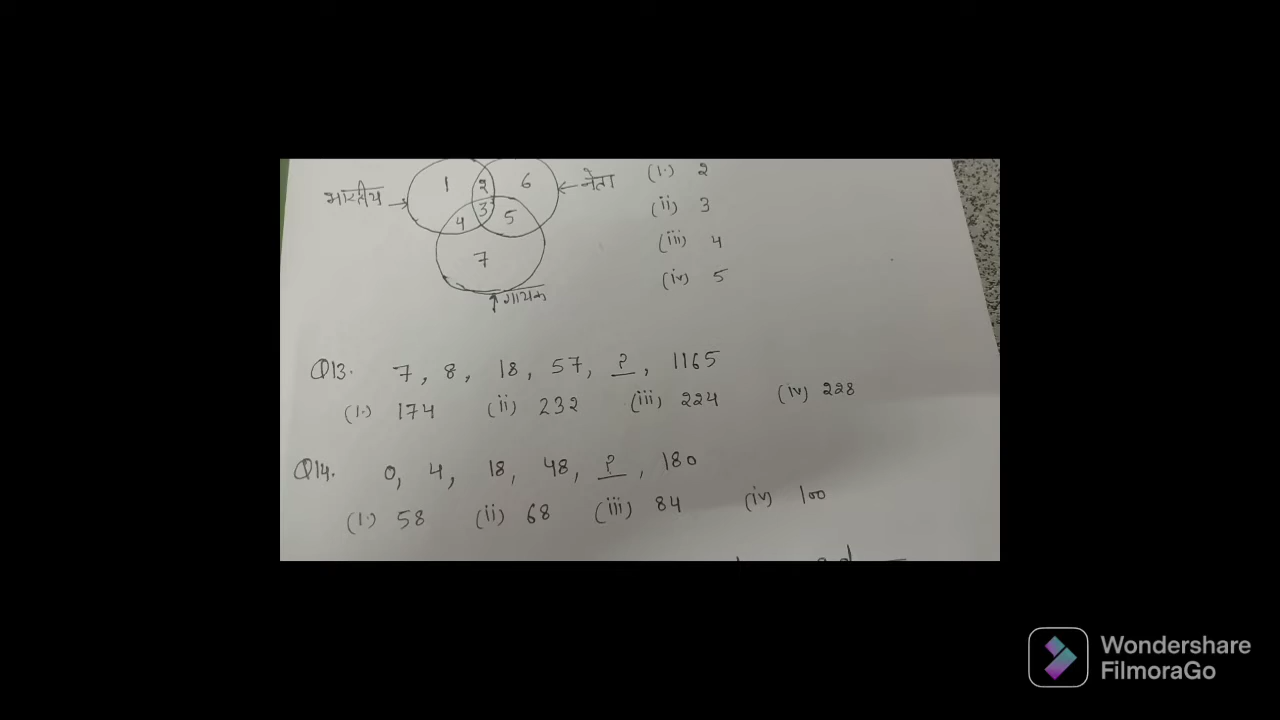 1 2 6
भारतीय → ← नेता
4 3 5
7
↑ गायक
(i.) 2
(ii) 3
(iii) 4
(iv) 5
Q13. 7, 8, 18, 57, ?, 1165
(i.) 174 (ii) 232 (iii) 224 (iv) 228
Q14. 0, 4, 18, 48, ?, 180
(i.) 58 (ii) 68 (iii) 84 (iv) 100
Wondershare
FilmoraGo